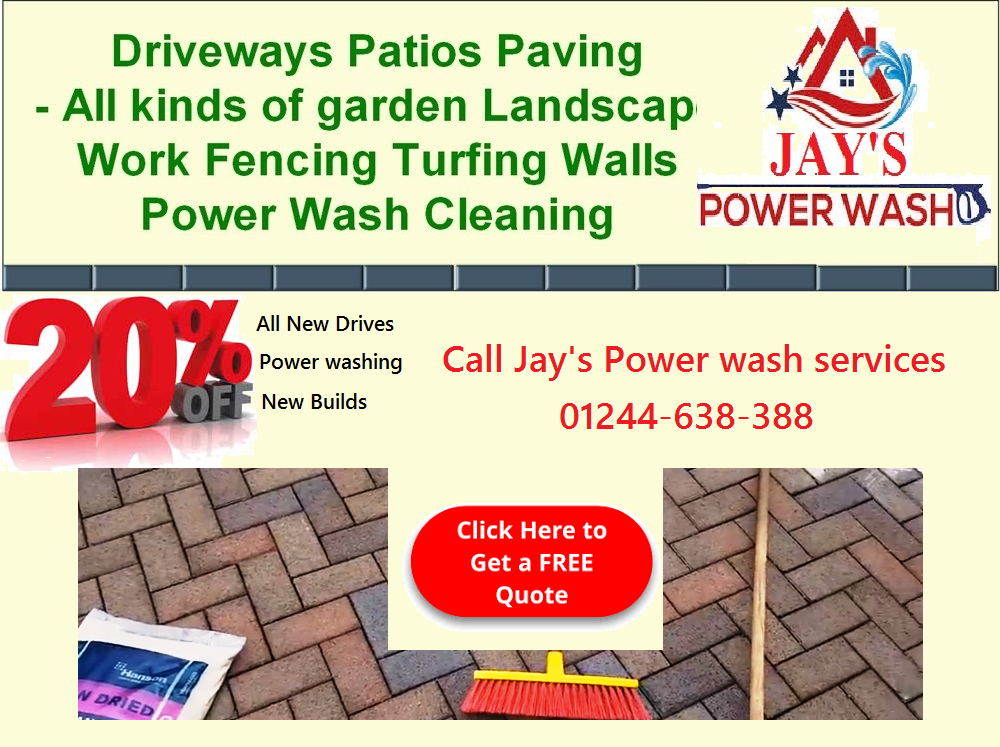 Driveways Patios Paving
- All kinds of garden Landscap
Work Fencing Turfing Walls
Power Wash Cleaning
JAY'S
POWER WASH
20% OFF
All New Drives
Power washing
New Builds
Call Jay's Power wash services
01244-638-388
Click Here to
Get a FREE
Quote
Hanson
N DRIED